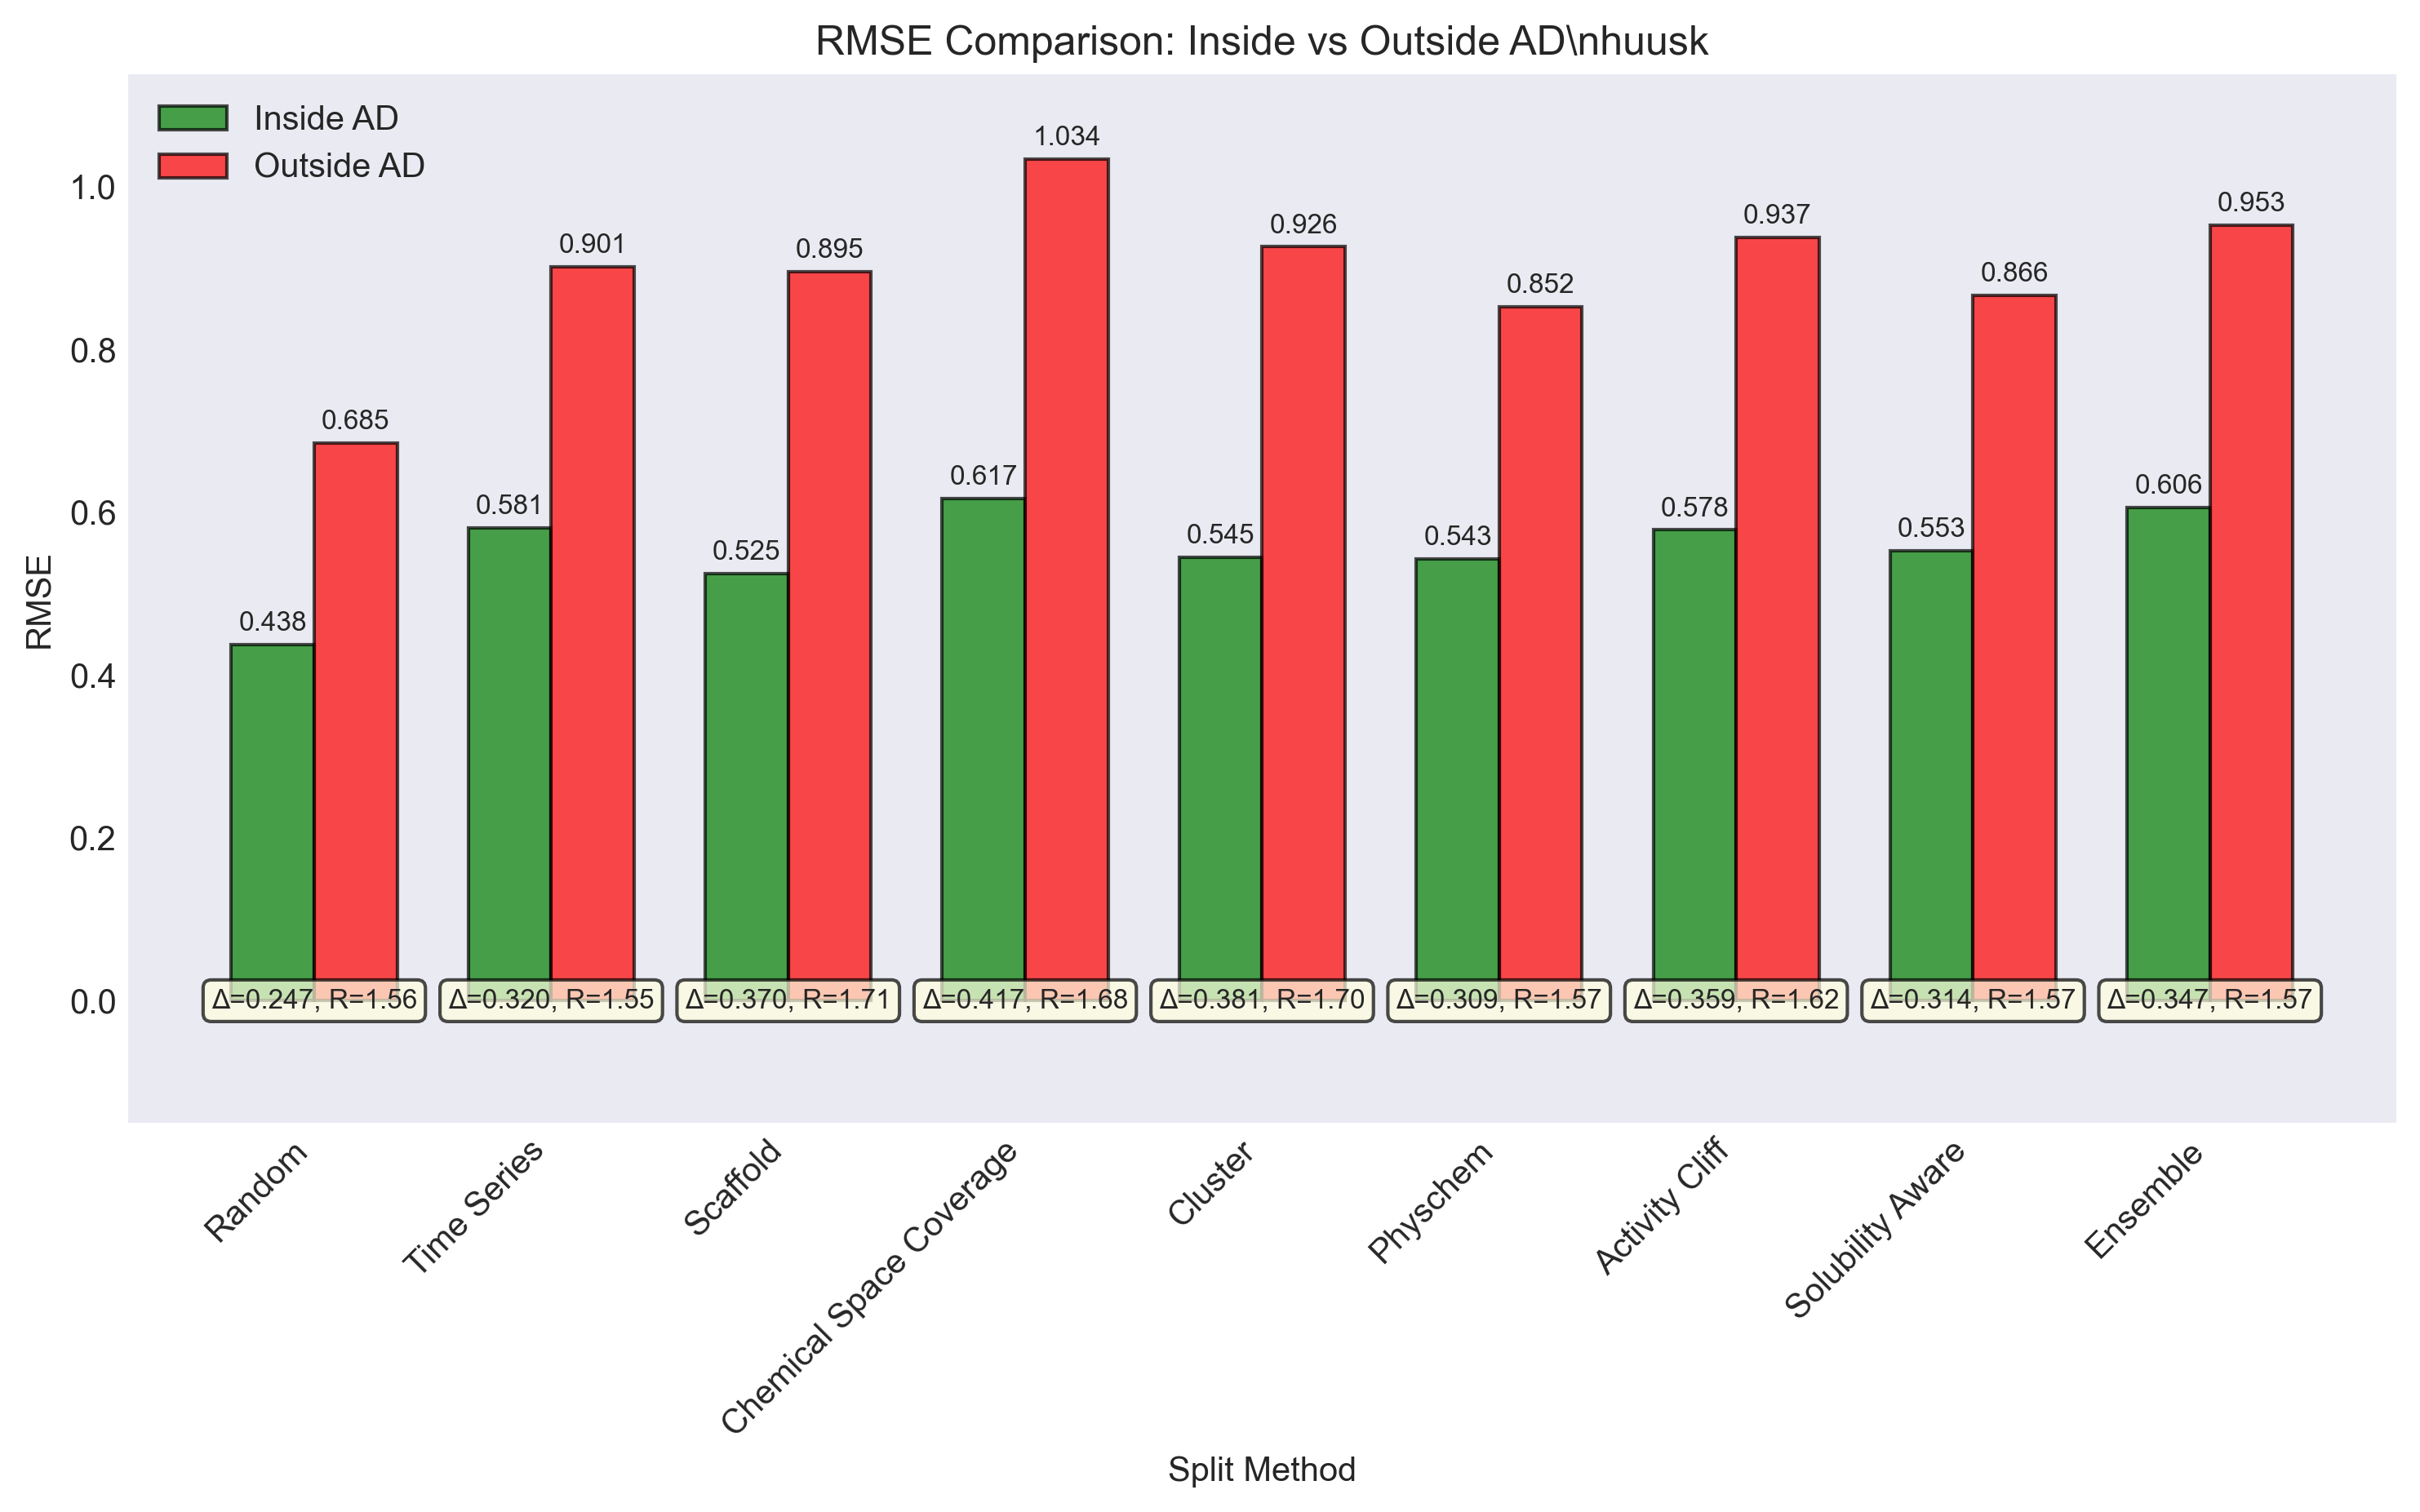 RMSE Comparison: Inside vs Outside AD\nhuusk
Inside AD
Outside AD
RMSE
1.0
0.8
0.6
0.4
0.2
0.0
0.438
0.685
0.581
0.901
0.525
0.895
0.617
1.034
0.545
0.926
0.543
0.852
0.578
0.937
0.553
0.866
0.606
0.953
Δ=0.247, R=1.56
Δ=0.320, R=1.55
Δ=0.370, R=1.71
Δ=0.417, R=1.68
Δ=0.381, R=1.70
Δ=0.309, R=1.57
Δ=0.359, R=1.62
Δ=0.314, R=1.57
Δ=0.347, R=1.57
Random
Time Series
Scaffold
Chemical Space Coverage
Cluster
Physchem
Activity Cliff
Solubility Aware
Ensemble
Split Method